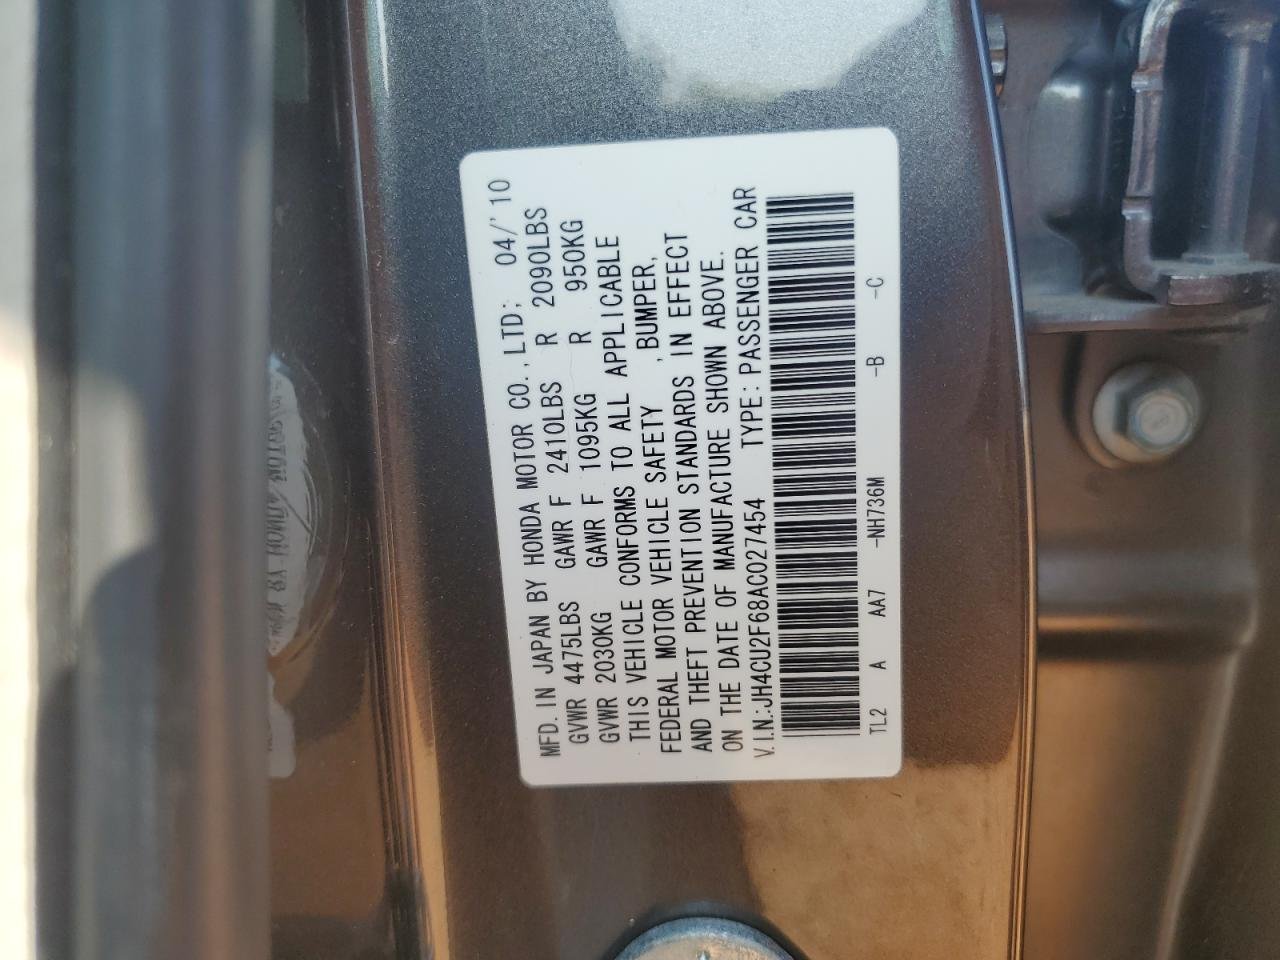 MFD. IN JAPAN BY HONDA MOTOR CO., LTD; 04/'10
GVWR 4475LBS GAWR F 2410LBS R 2090LBS
GVWR 2030KG GAWR F 1095KG R 950KG
THIS VEHICLE CONFORMS TO ALL APPLICABLE
FEDERAL MOTOR VEHICLE SAFETY , BUMPER,
AND THEFT PREVENTION STANDARDS IN EFFECT
ON THE DATE OF MANUFACTURE SHOWN ABOVE.
V.I.N.:JH4CU2F68AC027454 TYPE: PASSENGER CAR
TL2 A AA7 -NH736M -B -C